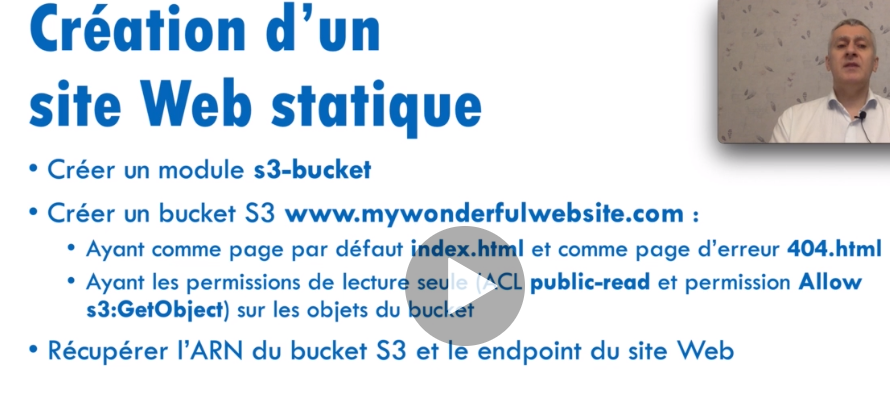 Création d’un
site Web statique
• Créer un module s3-bucket
• Créer un bucket S3 www.mywonderfulwebsite.com :
• Ayant comme page par défaut index.html et comme page d’erreur 404.html
• Ayant les permissions de lecture seule (ACL public-read et permission Allow
s3:GetObject) sur les objets du bucket
• Récupérer l’ARN du bucket S3 et le endpoint du site Web